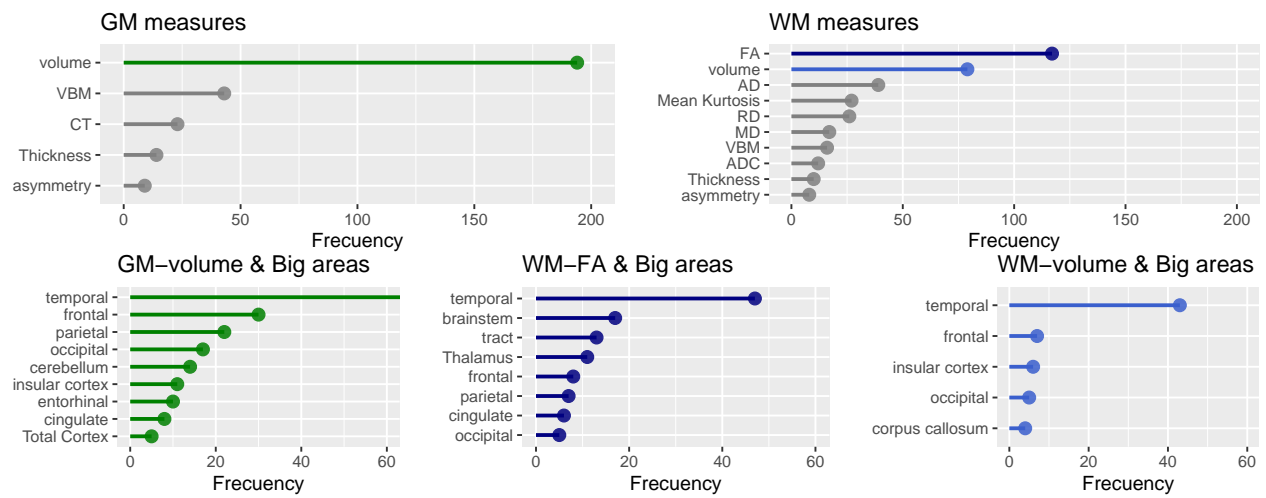 GM measures
volume
VBM
CT
Thickness
asymmetry
0 50 100 150 200
Frecuency
WM measures
FA
volume
AD
Mean Kurtosis
RD
MD
VBM
ADC
Thickness
asymmetry
0 50 100 150 200
Frecuency
GM−volume & Big areas
temporal
frontal
parietal
occipital
cerebellum
insular cortex
entorhinal
cingulate
Total Cortex
0 20 40 60
Frecuency
WM−FA & Big areas
temporal
brainstem
tract
Thalamus
frontal
parietal
cingulate
occipital
0 20 40 60
Frecuency
WM−volume & Big areas
temporal
frontal
insular cortex
occipital
corpus callosum
0 20 40 60
Frecuency